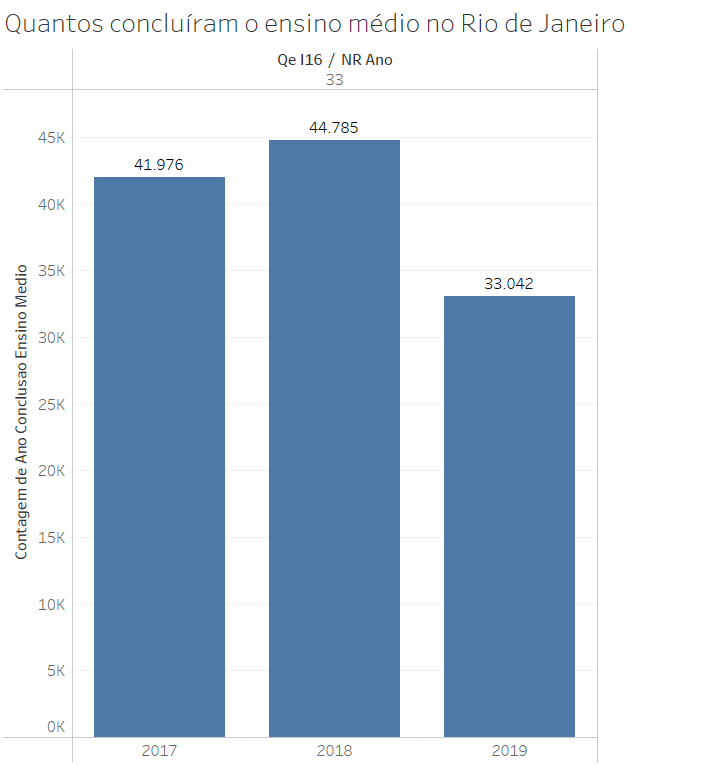 Quantos concluíram o ensino médio no Rio de Janeiro
Qe I16 / NR Ano
33
Contagem de Ano Conclusao Ensino Medio
45K
40K
35K
30K
25K
20K
15K
10K
5K
0K
41.976
44.785
33.042
2017
2018
2019